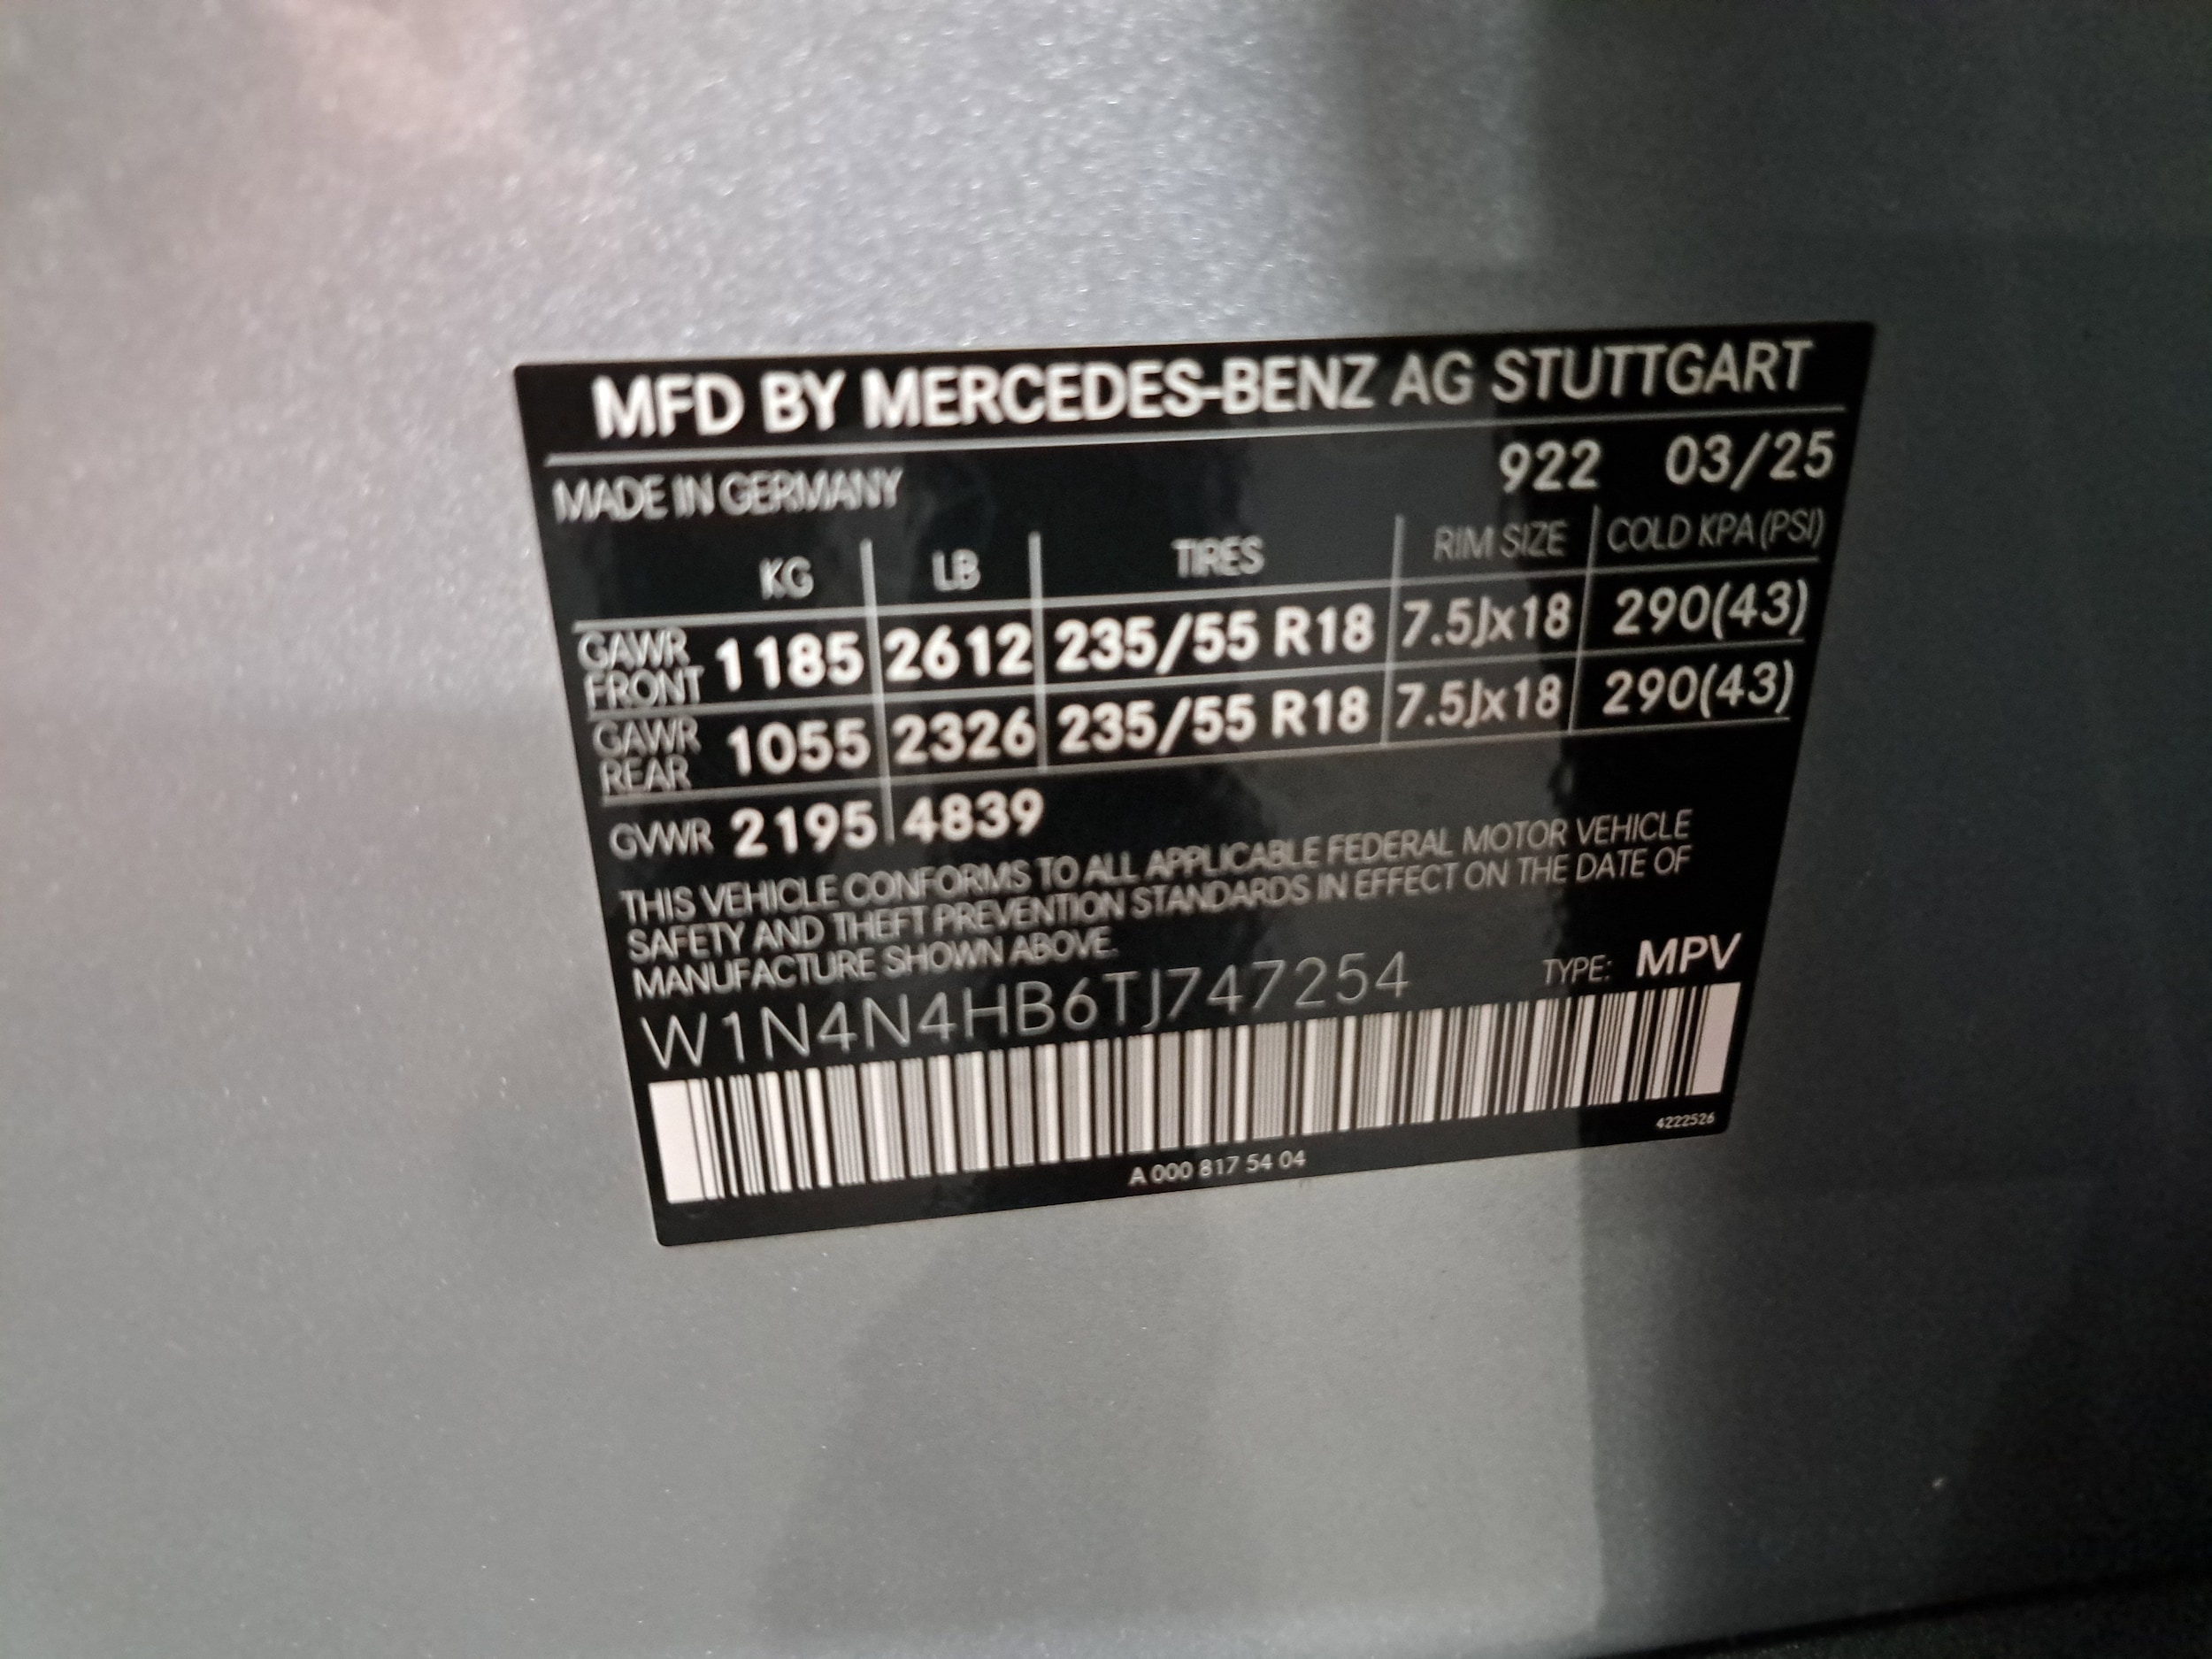 MFD BY MERCEDES-BENZ AG STUTTGART
MADE IN GERMANY 922 03/25
KG LB TIRES RIM SIZE COLD KPA (PSI)
GAWR FRONT 1185 2612 235/55 R18 7.5Jx18 290(43)
GAWR REAR 1055 2326 235/55 R18 7.5Jx18 290(43)
GVWR 2195 4839
THIS VEHICLE CONFORMS TO ALL APPLICABLE FEDERAL MOTOR VEHICLE
SAFETY AND THEFT PREVENTION STANDARDS IN EFFECT ON THE DATE OF
MANUFACTURE SHOWN ABOVE.
W1N4N4HB6TJ747254 TYPE: MPV
4222526
A 000 817 54 04